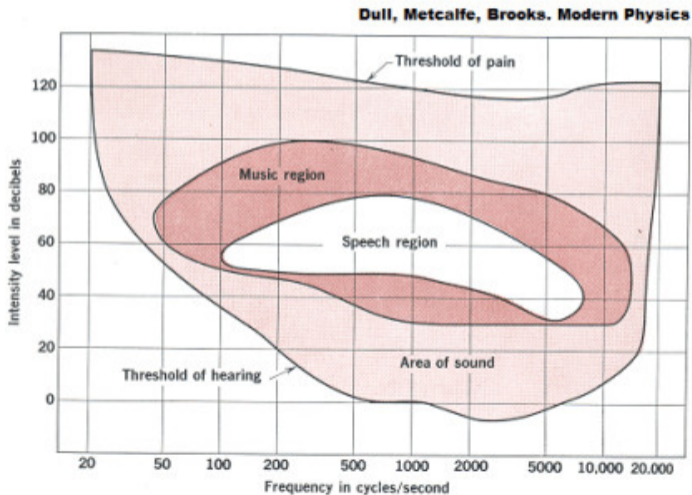 Dull, Metcalfe, Brooks. Modern Physics
Threshold of pain
120
100
Music region
80
Speech region
60
40
20
Area of sound
Threshold of hearing
0
Intensity level in decibels
20 50 100 200 500 1000 2000 5000 10,000 20.000
Frequency in cycles/second